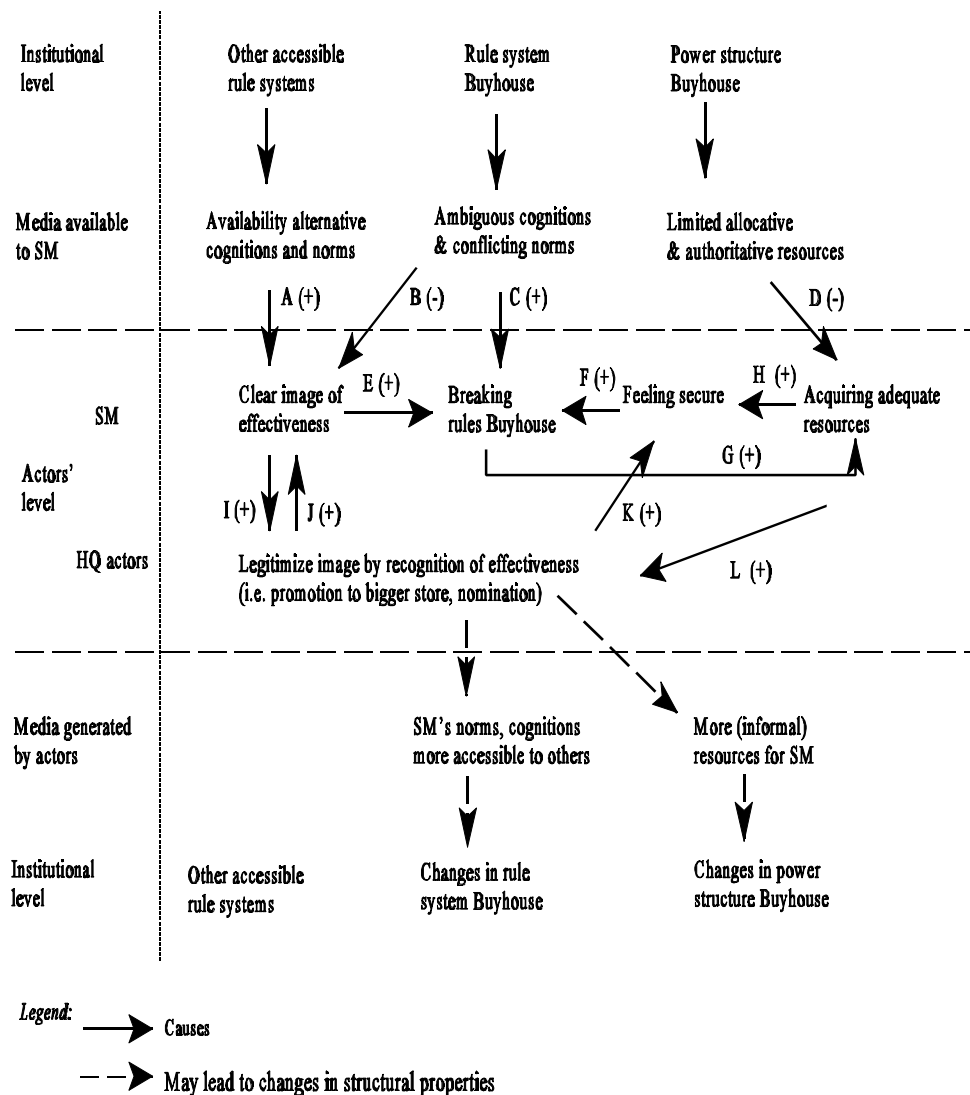 Institutional
level
Other accessible
rule systems
Rule system
Buyhouse
Power structure
Buyhouse
Media available
to SM
Availability alternative
cognitions and norms
Ambiguous cognitions
& conflicting norms
Limited allocative
& authoritative resources
A (+)
B (-)
C (+)
D (-)
SM
Clear image of
effectiveness
E (+)
Breaking
rules Buyhouse
F (+)
Feeling secure
H (+)
Acquiring adequate
resources
G (+)
Actors'
level
I (+)
J (+)
K (+)
L (+)
HQ actors
Legitimize image by recognition of effectiveness
(i.e. promotion to bigger store, nomination)
Media generated
by actors
SM's norms, cognitions
more accessible to others
More (informal)
resources for SM
Institutional
level
Other accessible
rule systems
Changes in rule
system Buyhouse
Changes in power
structure Buyhouse
Legend:
Causes
May lead to changes in structural properties